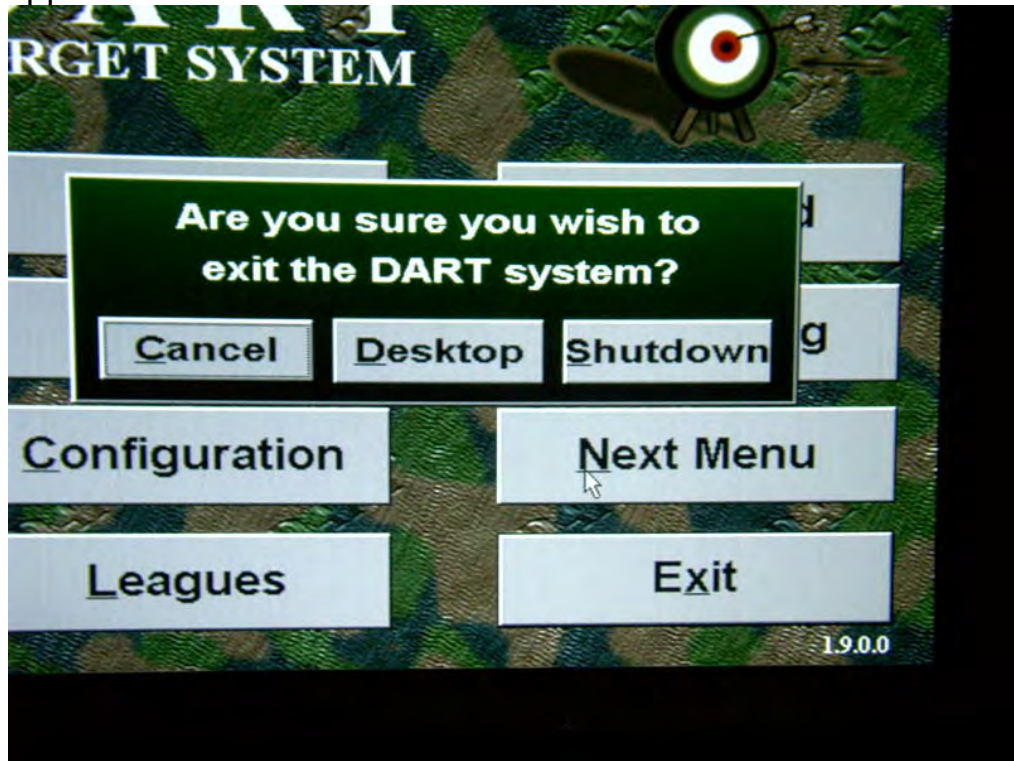 RGET SYSTEM
Are you sure you wish to
exit the DART system?
Cancel Desktop Shutdown
Configuration Next Menu
Leagues Exit
1.9.0.0